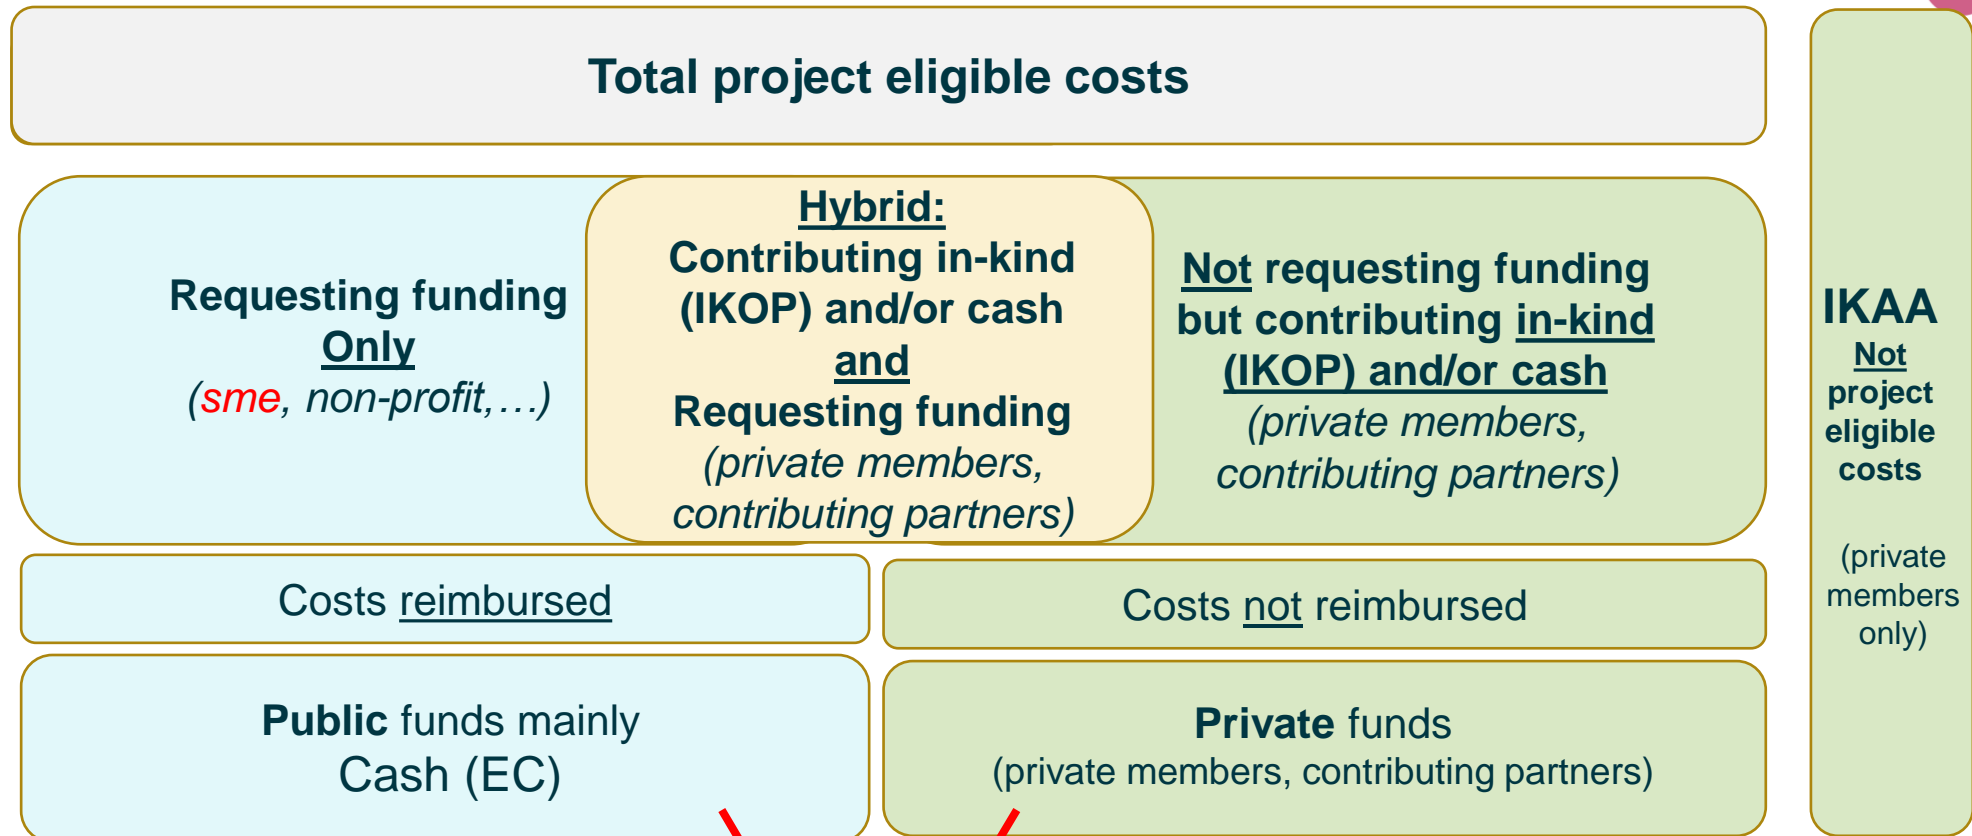 Total project eligible costs
Requesting funding
Only
(sme, non-profit,…)
Hybrid:
Contributing in-kind
(IKOP) and/or cash
and
Requesting funding
(private members,
contributing partners)
Not requesting funding
but contributing in-kind
(IKOP) and/or cash
(private members,
contributing partners)
Costs reimbursed
Costs not reimbursed
Public funds mainly
Cash (EC)
Private funds
(private members, contributing partners)
IKAA
Not
project
eligible
costs
(private
members
only)